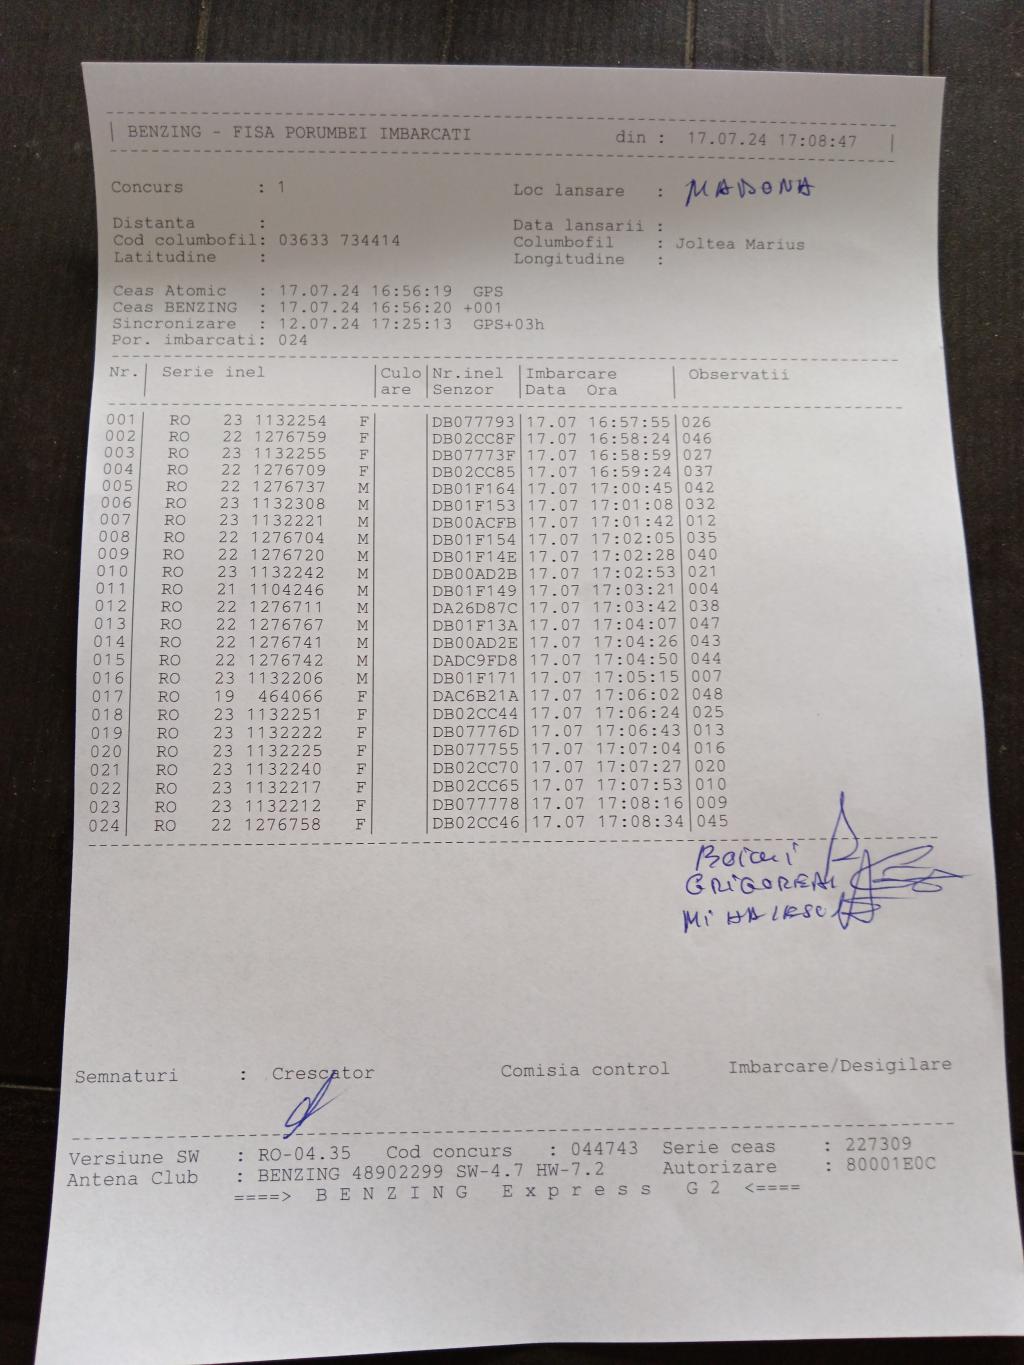 BENZING - FISA PORUMBEI IMBARCATI din : 17.07.24 17:08:47
Concurs : 1 Loc lansare : MADONA
Distanta : Data lansarii :
Cod columbofil: 03633 734414 Columbofil : Joltea Marius
Latitudine : Longitudine :
Ceas Atomic : 17.07.24 16:56:19 GPS
Ceas BENZING : 17.07.24 16:56:20 +001
Sincronizare : 12.07.24 17:25:13 GPS+03h
Por. imbarcati: 024
Nr. Serie inel Culo Nr.inel Imbarcare Observatii
are Senzor Data Ora
001 RO 23 1132254 F DB077793 17.07 16:57:55 026
002 RO 22 1276759 F DB02CC8F 17.07 16:58:24 046
003 RO 23 1132255 F DB07773F 17.07 16:58:59 027
004 RO 22 1276709 F DB02CC85 17.07 16:59:24 037
005 RO 22 1276737 M DB01F164 17.07 17:00:45 042
006 RO 23 1132308 M DB01F153 17.07 17:01:08 032
007 RO 23 1132221 M DB00ACFB 17.07 17:01:42 012
008 RO 22 1276704 M DB01F154 17.07 17:02:05 035
009 RO 22 1276720 M DB01F14E 17.07 17:02:28 040
010 RO 23 1132242 M DB00AD2B 17.07 17:02:53 021
011 RO 21 1104246 M DB01F149 17.07 17:03:21 004
012 RO 22 1276711 M DA26D87C 17.07 17:03:42 038
013 RO 22 1276767 M DB01F13A 17.07 17:04:07 047
014 RO 22 1276741 M DB00AD2E 17.07 17:04:26 043
015 RO 22 1276742 M DADC9FD8 17.07 17:04:50 044
016 RO 23 1132206 M DB01F171 17.07 17:05:15 007
017 RO 19 464066 F DAC6B21A 17.07 17:06:02 048
018 RO 23 1132251 F DB02CC44 17.07 17:06:24 025
019 RO 23 1132222 F DB07776D 17.07 17:06:43 013
020 RO 23 1132225 F DB077755 17.07 17:07:04 016
021 RO 23 1132240 F DB02CC70 17.07 17:07:27 020
022 RO 23 1132217 F DB02CC65 17.07 17:07:53 010
023 RO 23 1132212 F DB077778 17.07 17:08:16 009
024 RO 22 1276758 F DB02CC46 17.07 17:08:34 045
Semnaturi : Crescator Comisia control Imbarcare/Desigilare
Versiune SW : RO-04.35 Cod concurs : 044743 Serie ceas : 227309
Antena Club : BENZING 48902299 SW-4.7 HW-7.2 Autorizare : 80001E0C
====> BENZING Express G2 <====